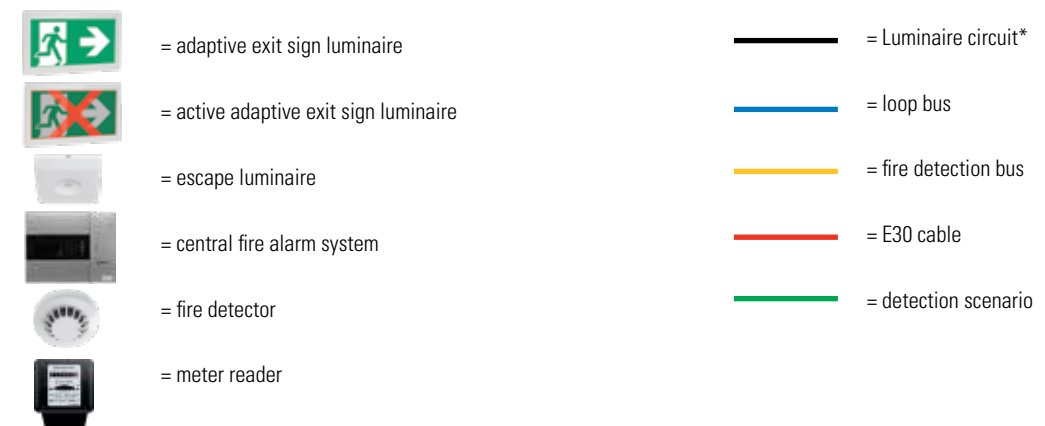 = adaptive exit sign luminaire
= active adaptive exit sign luminaire
= escape luminaire
= central fire alarm system
= fire detector
= meter reader
= Luminaire circuit*
= loop bus
= fire detection bus
= E30 cable
= detection scenario